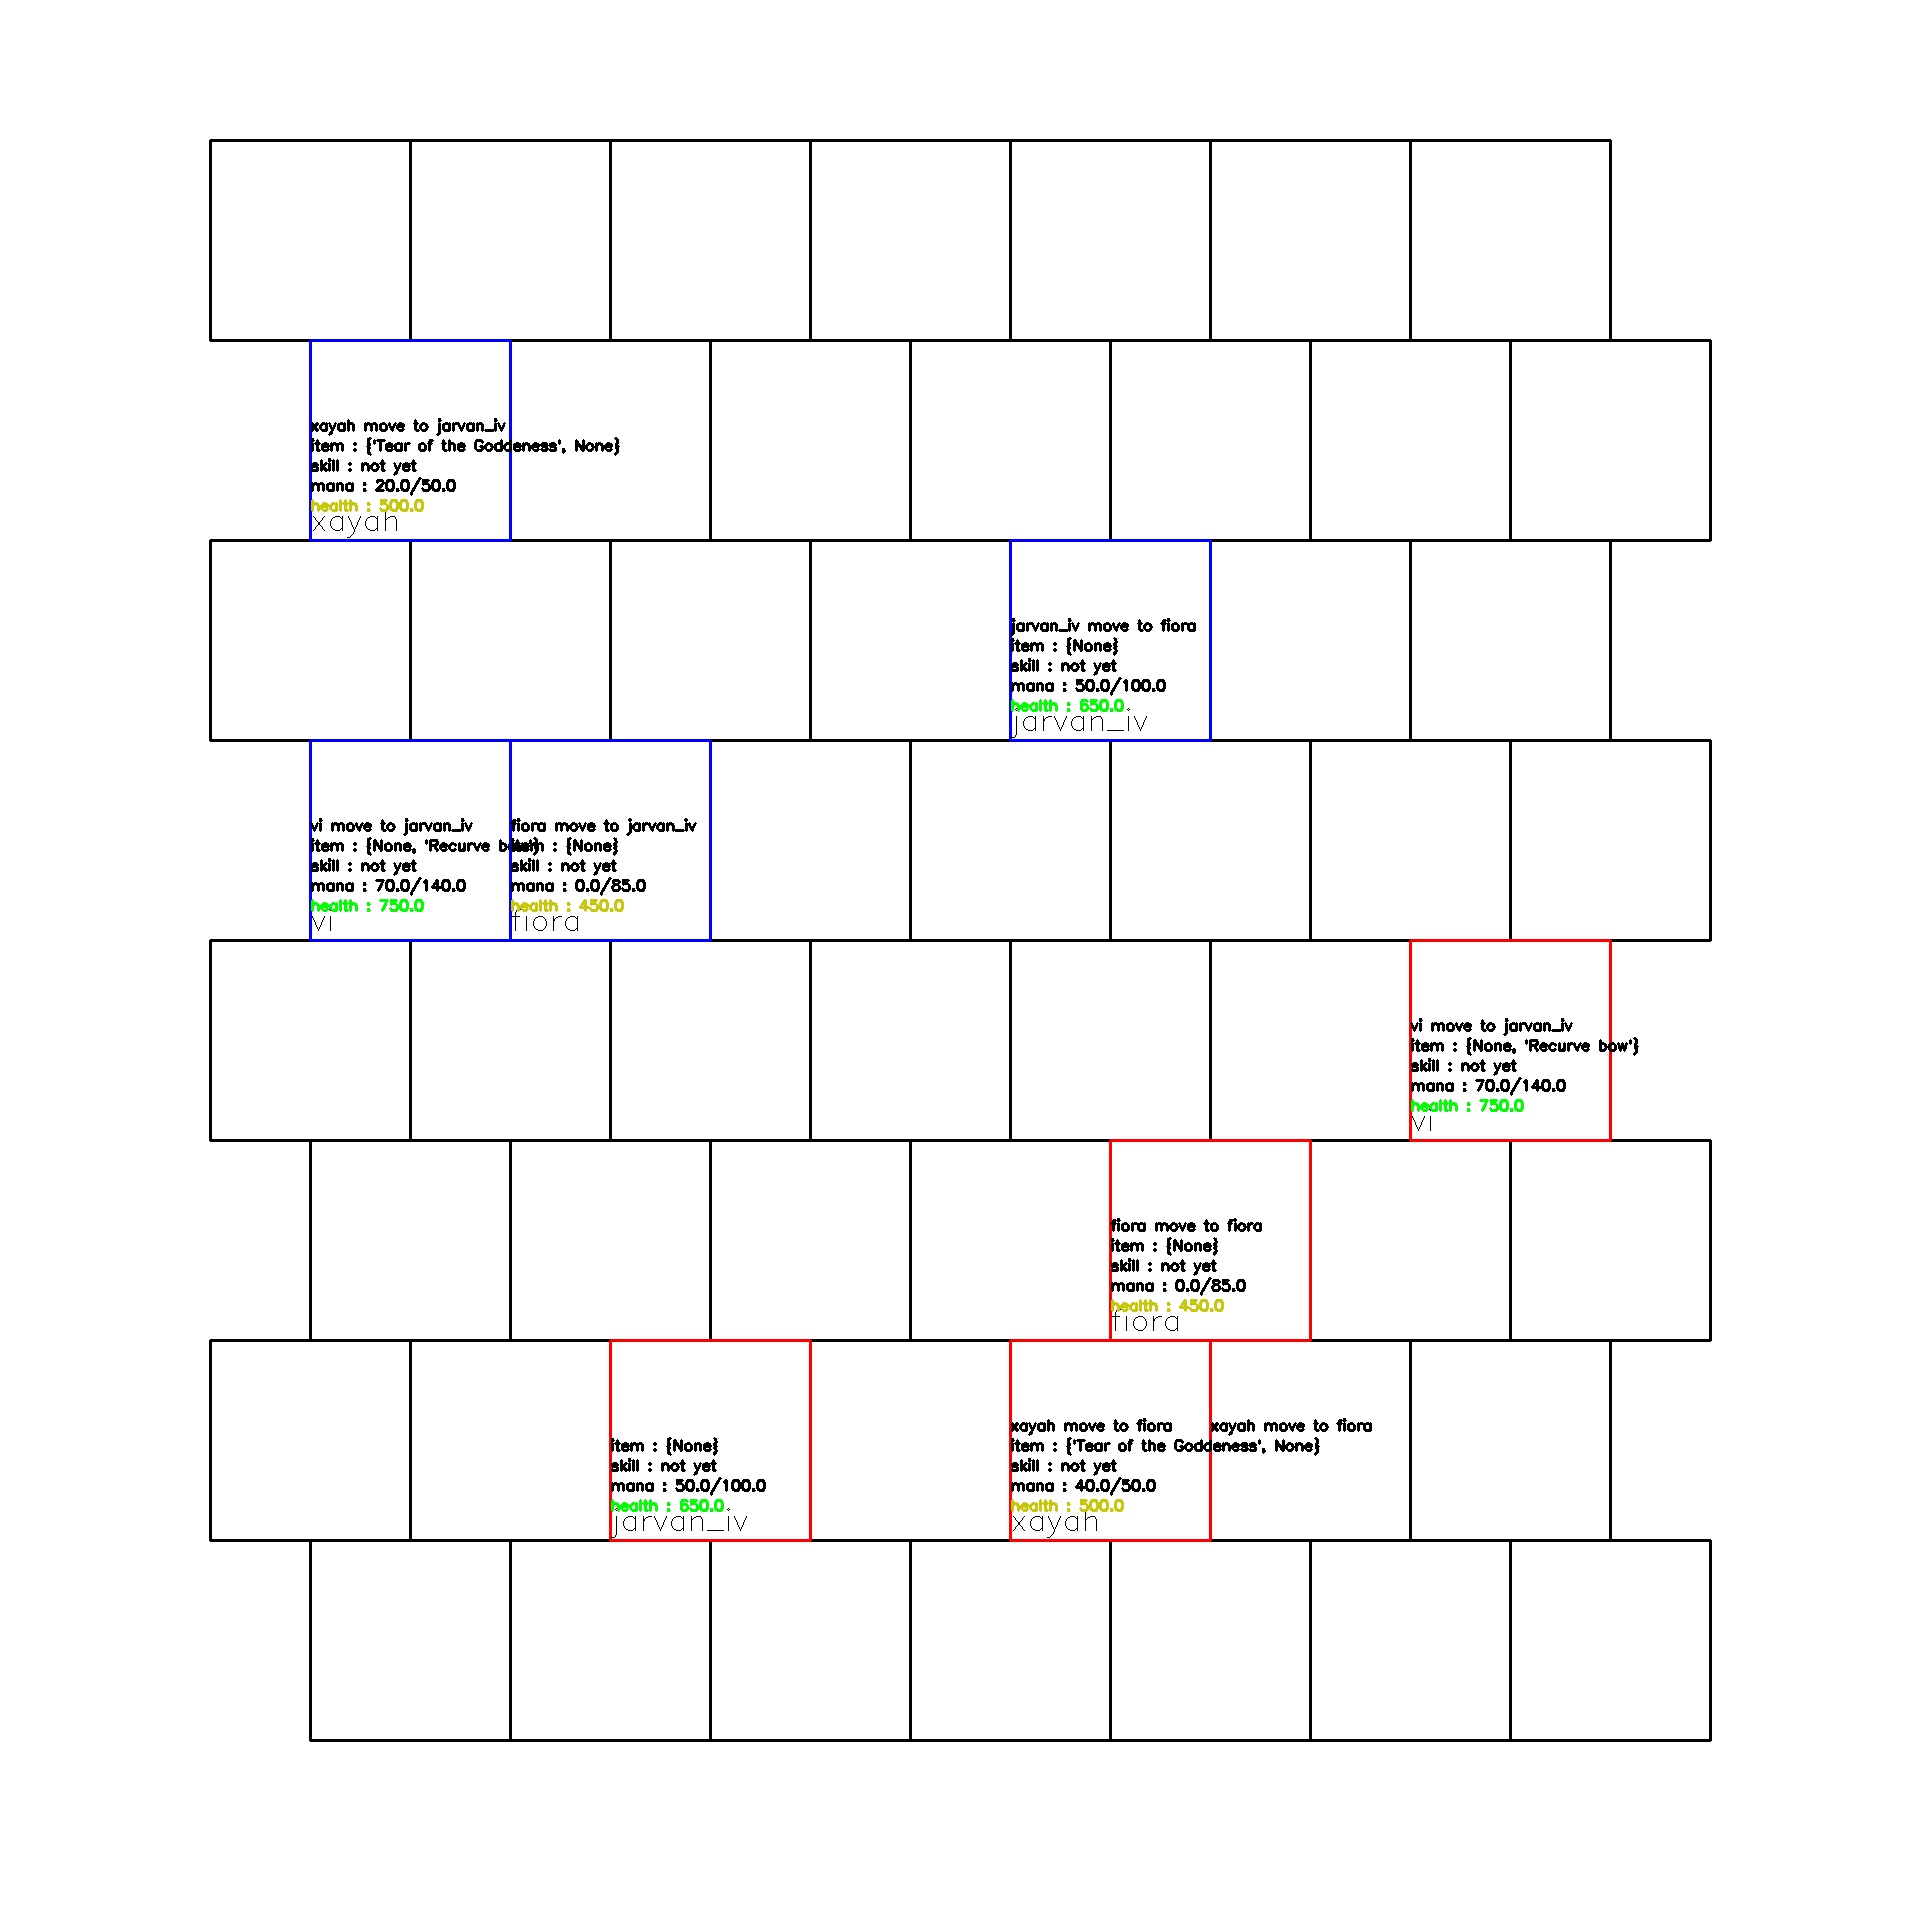 xayah move to jarvan_iv
item : {'Tear of the Goddeness', None}
skill : not yet
mana : 20.0/50.0
health : 500.0
xayah
jarvan_iv move to fiora
item : {None}
skill : not yet
mana : 50.0/100.0
health : 650.0
jarvan_iv
vi move to jarvan_iv
item : {None, 'Recurve bow'}
skill : not yet
mana : 70.0/140.0
health : 750.0
vi
fiora move to jarvan_iv
item : {None}
skill : not yet
mana : 0.0/85.0
health : 450.0
fiora
vi move to jarvan_iv
item : {None, 'Recurve bow'}
skill : not yet
mana : 70.0/140.0
health : 750.0
vi
fiora move to fiora
item : {None}
skill : not yet
mana : 0.0/85.0
health : 450.0
fiora
item : {None}
skill : not yet
mana : 50.0/100.0
health : 650.0
jarvan_iv
xayah move to fiora
item : {'Tear of the Goddeness', None}
skill : not yet
mana : 40.0/50.0
health : 500.0
xayah
xayah move to fiora